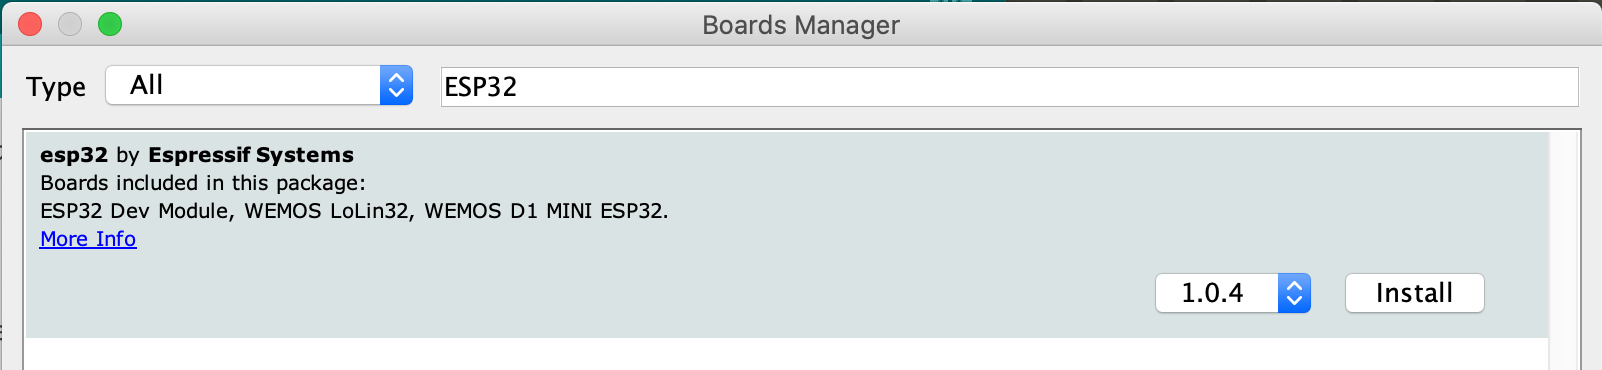 Boards Manager
Type All ESP32
esp32 by Espressif Systems
Boards included in this package:
ESP32 Dev Module, WEMOS LoLin32, WEMOS D1 MINI ESP32.
More Info
1.0.4 Install